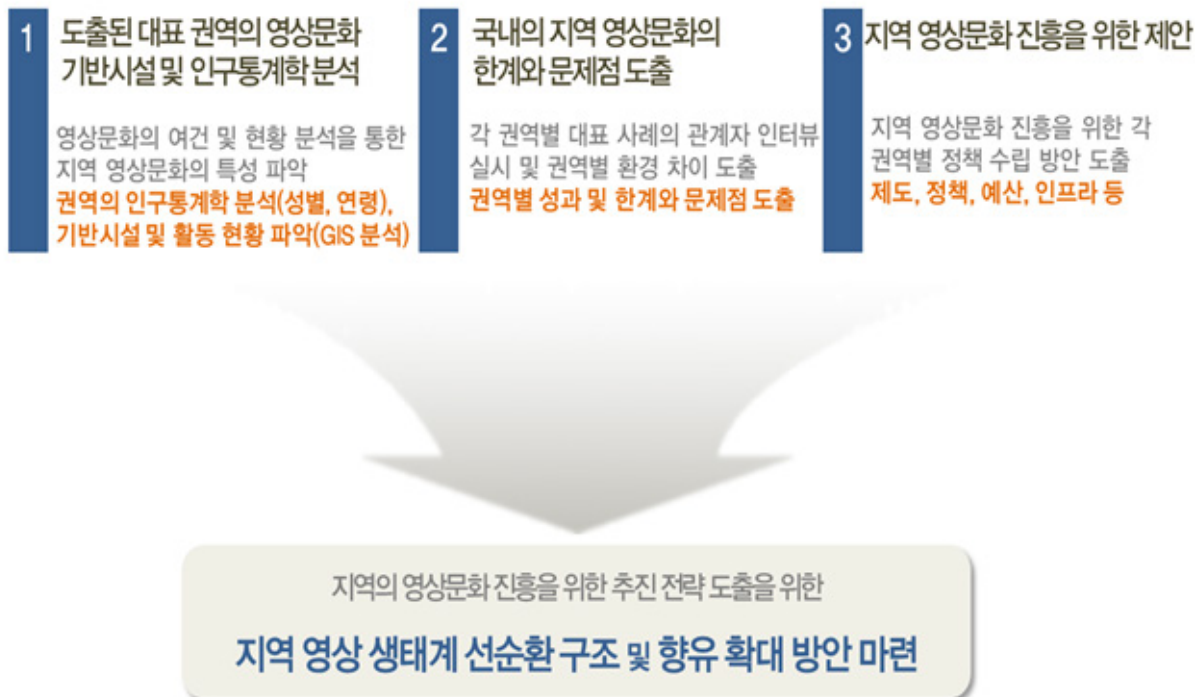 1
도출된 대표 권역의 영상문화
기반시설 및 인구통계학 분석
영상문화의 여건 및 현황 분석을 통한
지역 영상문화의 특성 파악
권역의 인구통계학 분석(성별, 연령),
기반시설 및 활동 현황 파악(GIS 분석)
2
국내의 지역 영상문화의
한계와 문제점 도출
각 권역별 대표 사례의 관계자 인터뷰
실시 및 권역별 환경 차이 도출
권역별 성과 및 한계와 문제점 도출
3
지역 영상문화 진흥을 위한 제안
지역 영상문화 진흥을 위한 각
권역별 정책 수립 방안 도출
제도, 정책, 예산, 인프라 등
지역의 영상문화 진흥을 위한 추진 전략 도출을 위한
지역 영상 생태계 선순환 구조 및 향유 확대 방안 마련